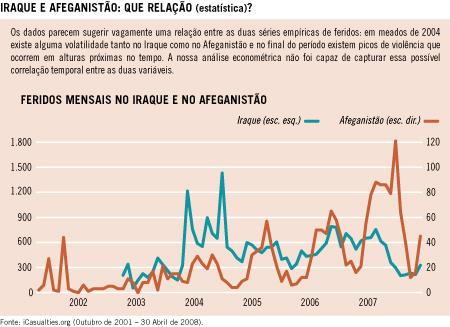 IRAQUE E AFEGANISTÃO: QUE RELAÇÃO (estatística)?
Os dados parecem sugerir vagamente uma relação entre as duas séries empíricas de feridos: em meados de 2004
existe alguma volatilidade tanto no Iraque como no Afeganistão e no final do período existem picos de violência que
ocorrem em alturas próximas no tempo. A nossa análise econométrica não foi capaz de capturar essa possível
correlação temporal entre as duas variáveis.
FERIDOS MENSAIS NO IRAQUE E NO AFEGANISTÃO
Iraque (esc. esq.) Afeganistão (esc. dir.)
1.800 120
1.500 100
1.200 80
900 60
600 40
300 20
0 0
2002 2003 2004 2005 2006 2007
Fonte: iCasualties.org (Outubro de 2001 – 30 Abril de 2008).